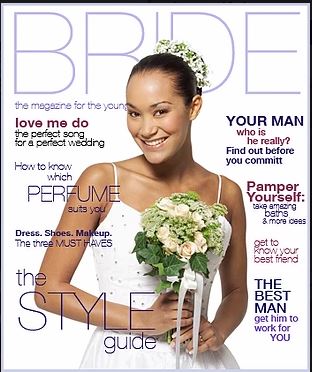 BRIDE
the magazine for the young
love me do
the perfect song
for a perfect wedding
How to know
which
PERFUME
suits you
Dress. Shoes. Makeup.
The three MUST HAVES
the
STYLE
guide
YOUR MAN
who is
he really?
Find out before
you committ
Pamper
Yourself:
take amazing
baths
& more ideas
get to
know your
best friend
THE
BEST
MAN
get him to
work for
YOU